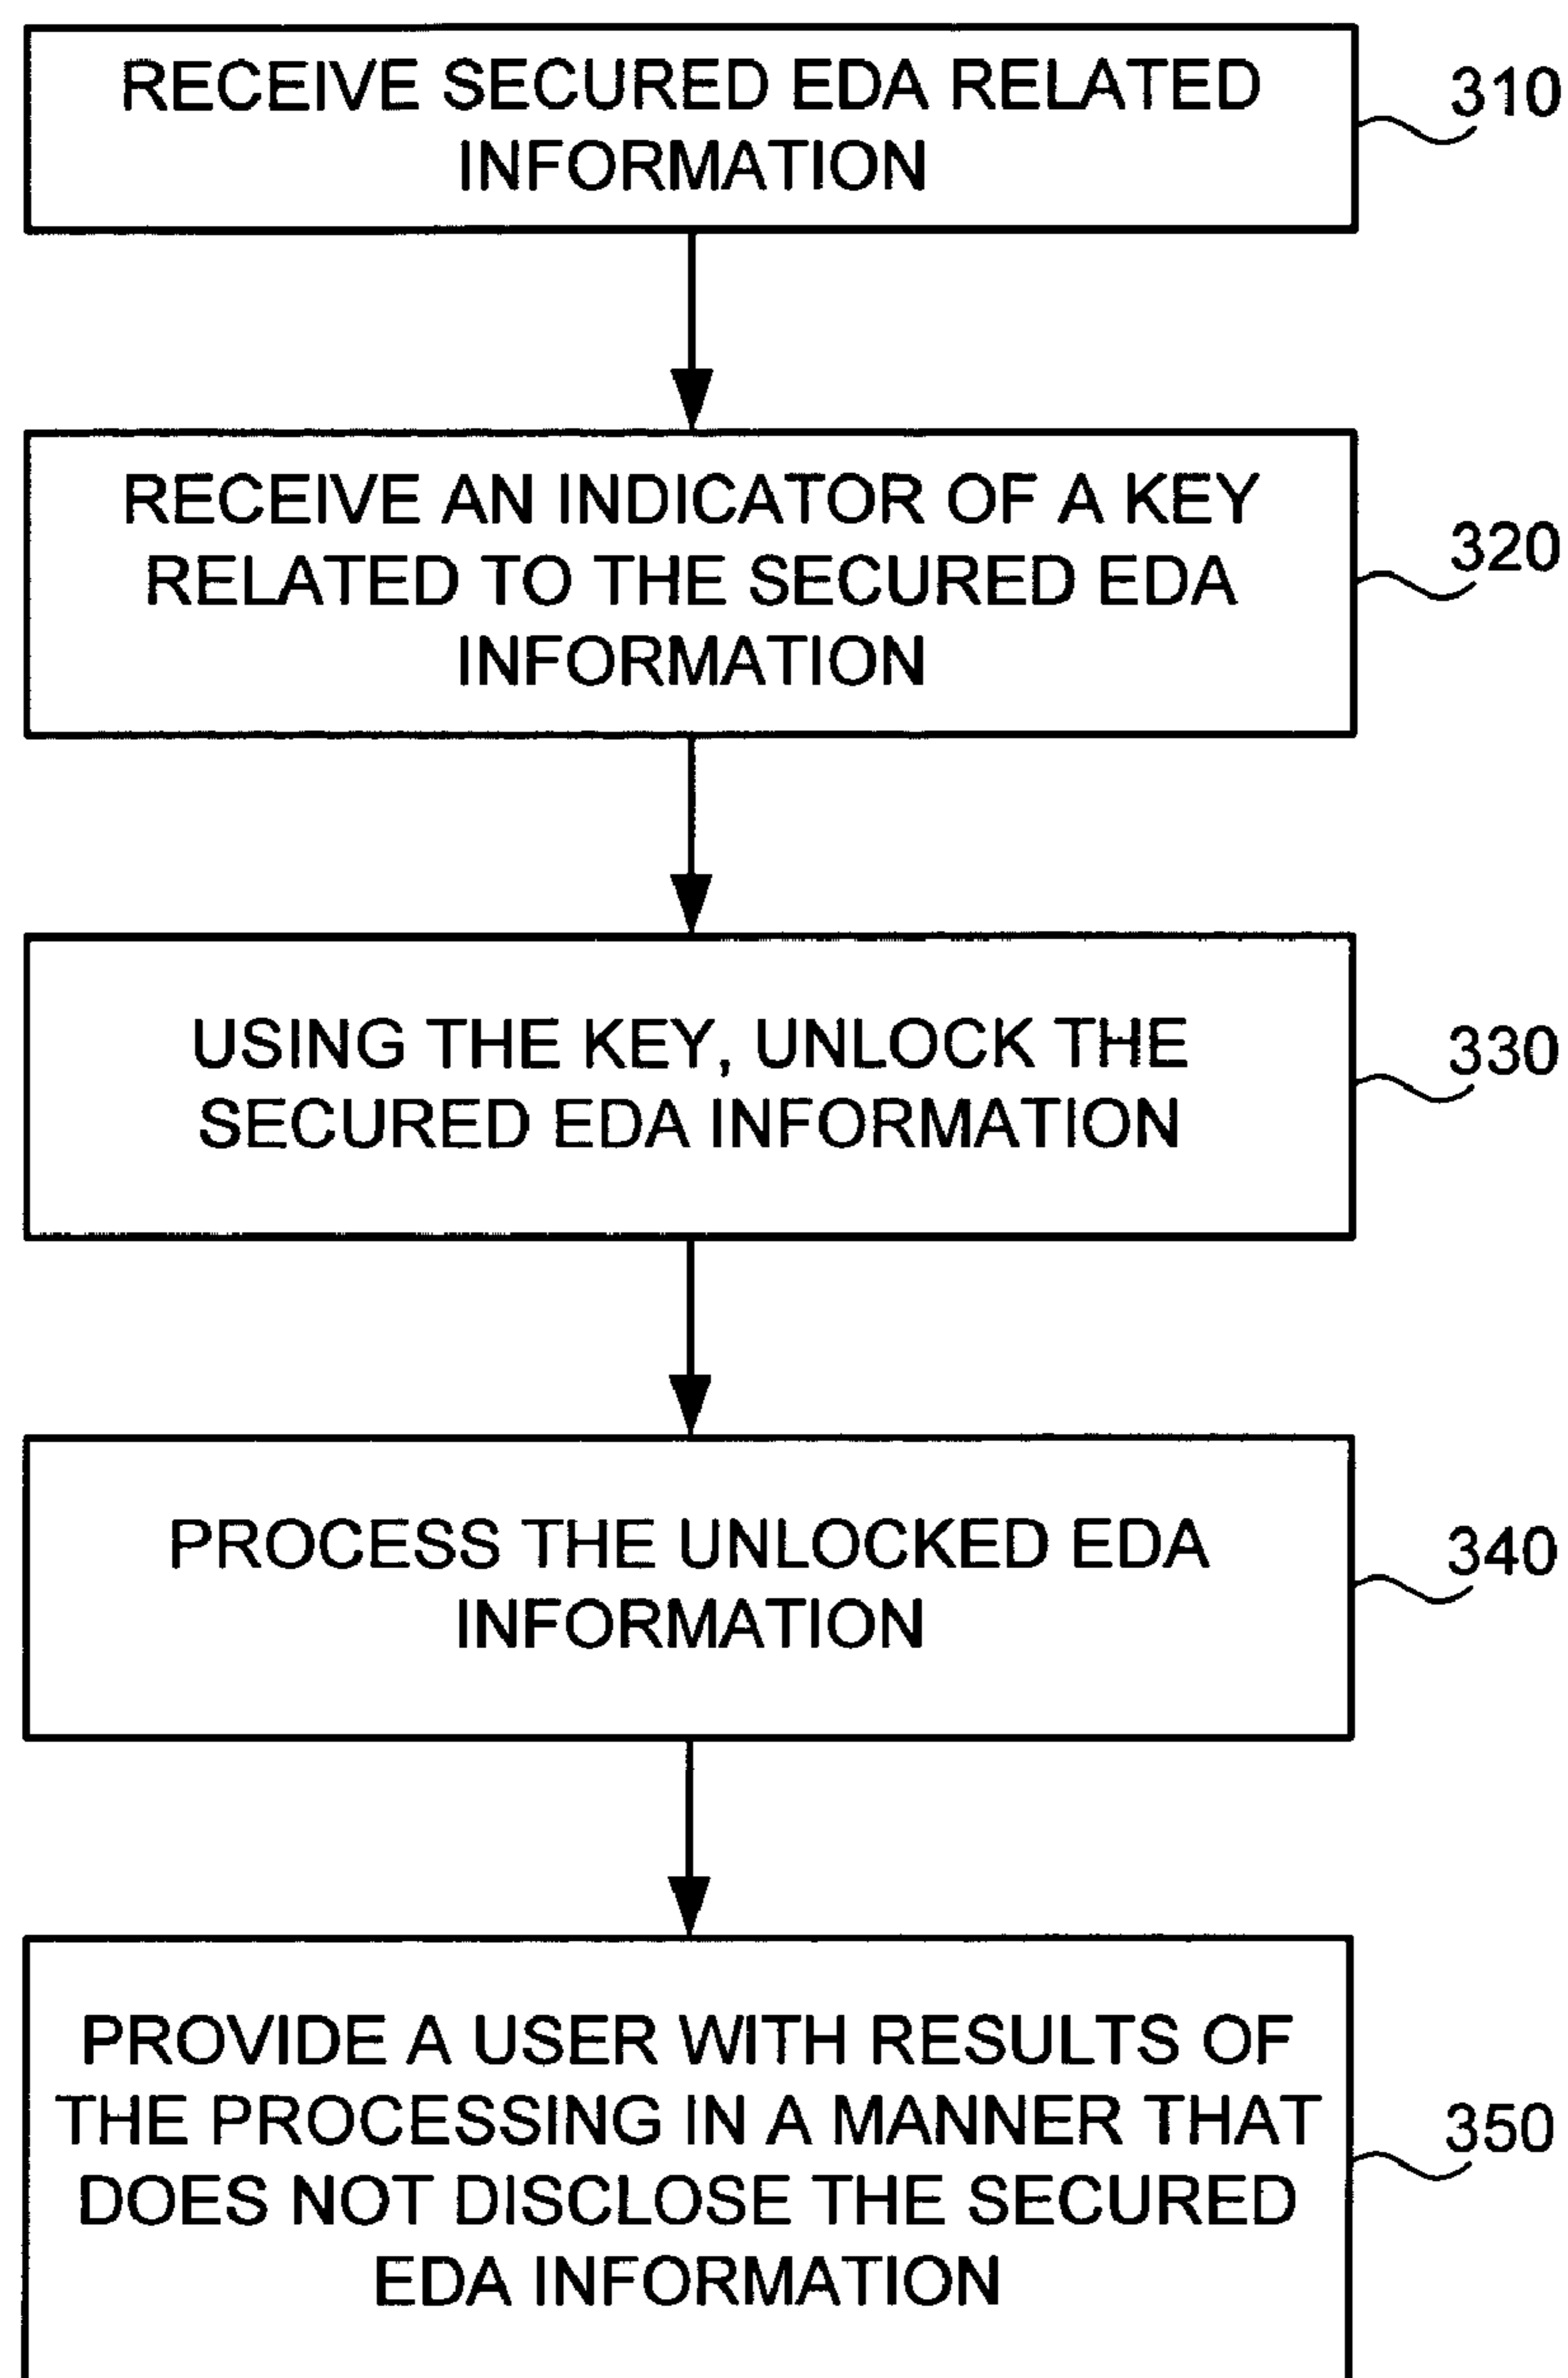 RECEIVE SECURED EDA RELATED
INFORMATION
310
RECEIVE AN INDICATOR OF A KEY
RELATED TO THE SECURED EDA
INFORMATION
320
USING THE KEY, UNLOCK THE
SECURED EDA INFORMATION
330
PROCESS THE UNLOCKED EDA
INFORMATION
340
PROVIDE A USER WITH RESULTS OF
THE PROCESSING IN A MANNER THAT
DOES NOT DISCLOSE THE SECURED
EDA INFORMATION
350